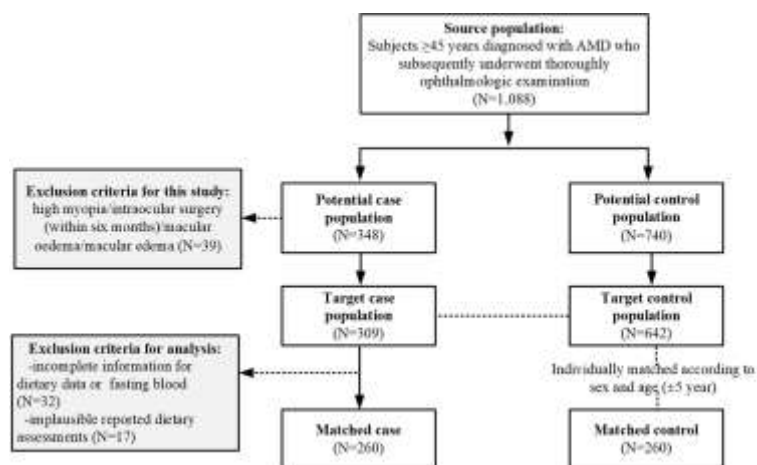 Source population:
Subjects ≥45 years diagnosed with AMD who
subsequently underwent thoroughly
ophthalmologic examination
(N=1,088)
Exclusion criteria for this study:
high myopia/intraocular surgery
(within six months)/macular
oedema/macular edema (N=39)
Potential case
population
(N=348)
Potential control
population
(N=740)
Target case
population
(N=309)
Target control
population
(N=642)
Exclusion criteria for analysis:
-incomplete information for
dietary data or fasting blood
(N=32)
-implausible reported dietary
assessments (N=17)
Individually matched according to
sex and age (±5 year)
Matched case
(N=260)
Matched control
(N=260)